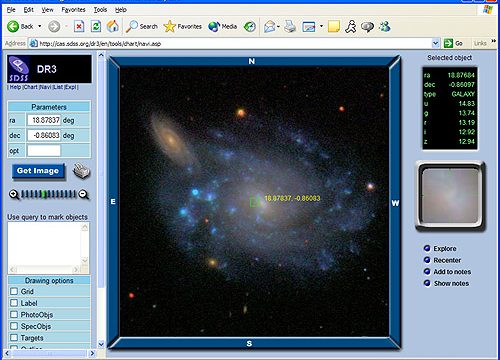 File Edit View Favorites Tools Help
Back Search Favorites Media
Address http://cas.sdss.org/dr3/en/tools/chart/navi.asp Go Links
SDSS DR3
| Help |Chart |Navi |List |Expl |
Parameters
ra 18.87837 deg
dec -0.86083 deg
opt
Get Image
Use query to mark objects
Drawing options
Grid
Label
PhotoObjs
SpecObjs
Targets
Outline
N
E
W
S
18.87837, -0.86083
Selected object
ra 18.87684
dec -0.86097
type GALAXY
u 14.83
g 13.74
r 13.19
i 12.92
z 12.94
Explore
Recenter
Add to notes
Show notes